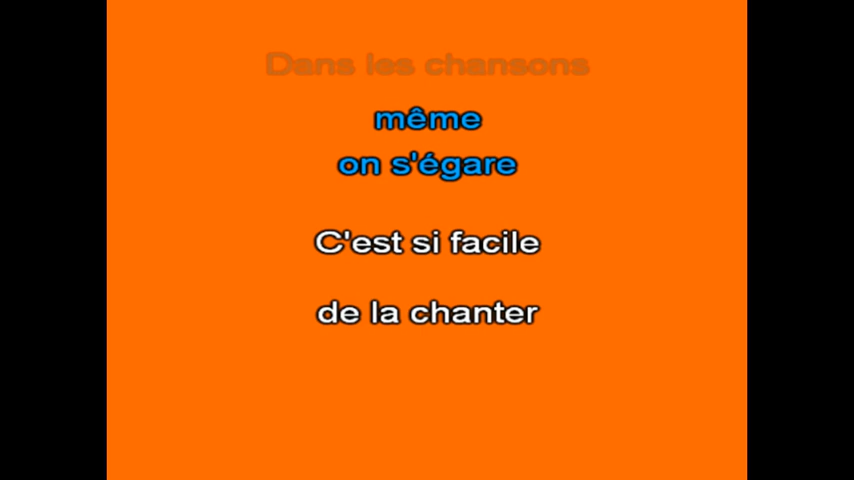 Dans les chansons
même
on s'égare
C'est si facile
de la chanter